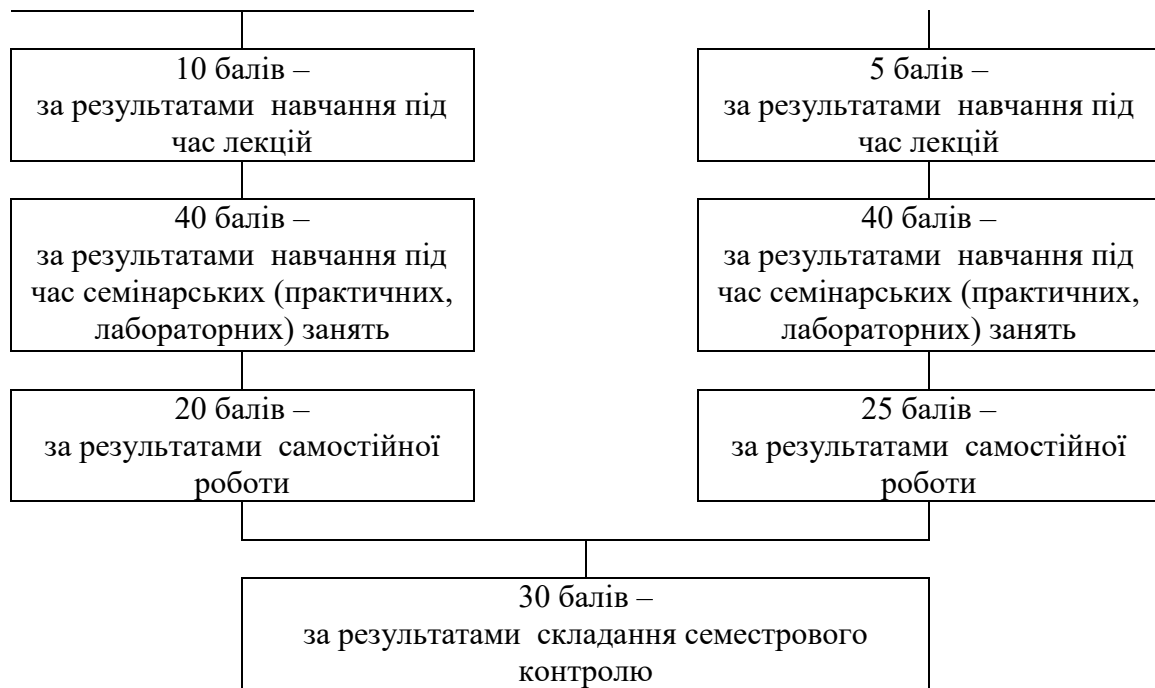 10 балів –
за результатами навчання під
час лекцій
40 балів –
за результатами навчання під
час семінарських (практичних,
лабораторних) занять
20 балів –
за результатами самостійної
роботи
5 балів –
за результатами навчання під
час лекцій
40 балів –
за результатами навчання під
час семінарських (практичних,
лабораторних) занять
25 балів –
за результатами самостійної
роботи
30 балів –
за результатами складання семестрового
контролю